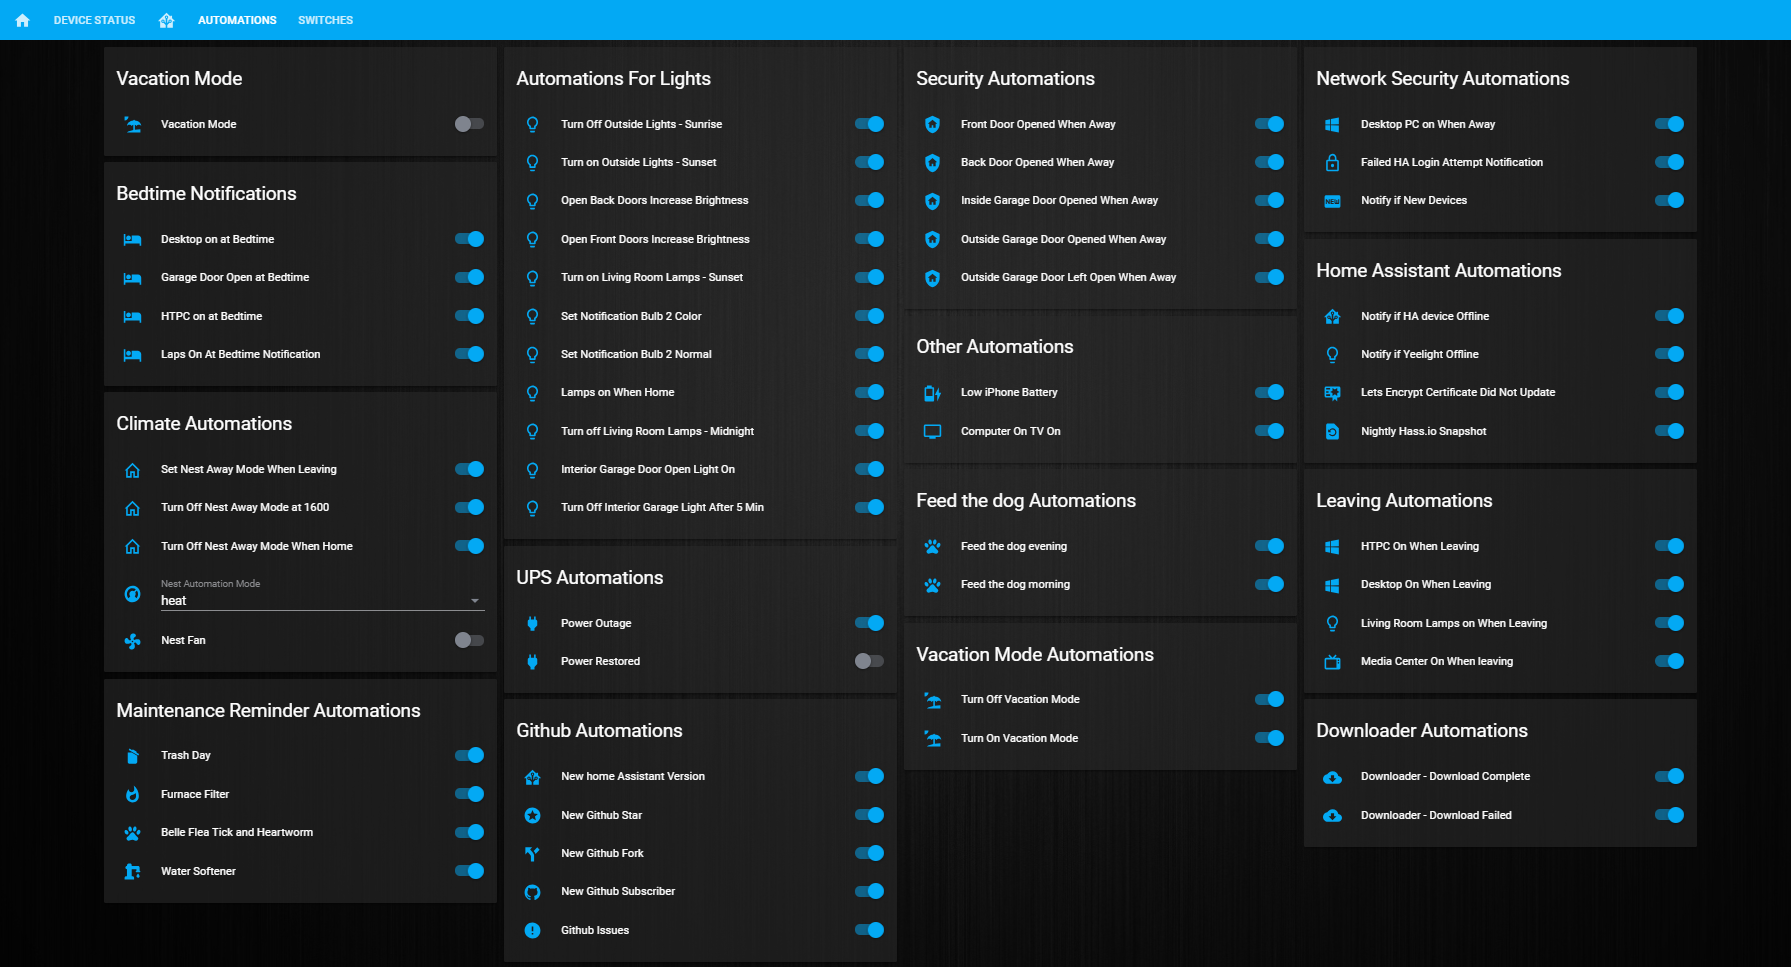 DEVICE STATUS
AUTOMATIONS
SWITCHES
Vacation Mode
Vacation Mode
Bedtime Notifications
Desktop on at Bedtime
Garage Door Open at Bedtime
HTPC on at Bedtime
Laps On At Bedtime Notification
Climate Automations
Set Nest Away Mode When Leaving
Turn Off Nest Away Mode at 1600
Turn Off Nest Away Mode When Home
Nest Automation Mode
heat
Nest Fan
Maintenance Reminder Automations
Trash Day
Furnace Filter
Belle Flea Tick and Heartworm
Water Softener
Automations For Lights
Turn Off Outside Lights - Sunrise
Turn on Outside Lights - Sunset
Open Back Doors Increase Brightness
Open Front Doors Increase Brightness
Turn on Living Room Lamps - Sunset
Set Notification Bulb 2 Color
Set Notification Bulb 2 Normal
Lamps on When Home
Turn off Living Room Lamps - Midnight
Interior Garage Door Open Light On
Turn Off Interior Garage Light After 5 Min
UPS Automations
Power Outage
Power Restored
Github Automations
New home Assistant Version
New Github Star
New Github Fork
New Github Subscriber
Github Issues
Security Automations
Front Door Opened When Away
Back Door Opened When Away
Inside Garage Door Opened When Away
Outside Garage Door Opened When Away
Outside Garage Door Left Open When Away
Other Automations
Low iPhone Battery
Computer On TV On
Feed the dog Automations
Feed the dog evening
Feed the dog morning
Vacation Mode Automations
Turn Off Vacation Mode
Turn On Vacation Mode
Network Security Automations
Desktop PC on When Away
Failed HA Login Attempt Notification
NEW
Notify if New Devices
Home Assistant Automations
Notify if HA device Offline
Notify if Yeelight Offline
Lets Encrypt Certificate Did Not Update
Nightly Hass.io Snapshot
Leaving Automations
HTPC On When Leaving
Desktop On When Leaving
Living Room Lamps on When Leaving
Media Center On When leaving
Downloader Automations
Downloader - Download Complete
Downloader - Download Failed